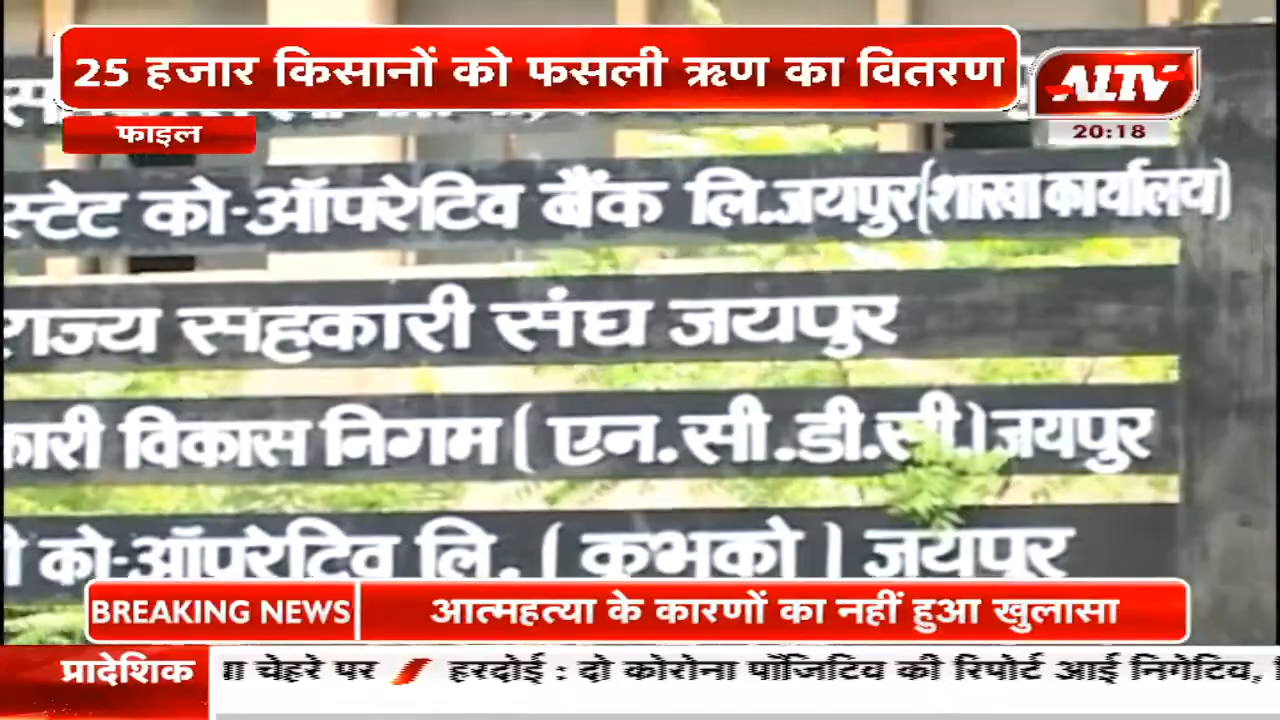 25 हजार किसानों को फसली ऋण का वितरण
ALTV
20:18
फाइल
स्टेट को-ऑपरेटिव बैंक लि.जयपुर(शाखा कार्यालय)
राज्य सहकारी संघ जयपुर
कारी विकास निगम ( एन.सी.डी.सी.) जयपुर
को-ऑपरेटिव लि. ( कृभको ) जयपुर
BREAKING NEWS आत्महत्या के कारणों का नहीं हुआ खुलासा
प्रादेशिक चेहरे पर / हरदोई : दो कोरोना पॉजिटिव की रिपोर्ट आई निगेटिव,